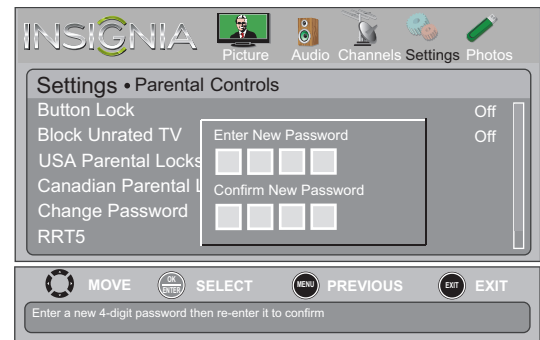 INSIGNIA
Picture Audio Channels Settings Photos
Settings • Parental Controls
Button Lock Off
Block Unrated TV Off
USA Parental Locks
Canadian Parental L
Change Password
RRT5
Enter New Password
Confirm New Password
MOVE OK ENTER SELECT MENU PREVIOUS EXIT EXIT
Enter a new 4-digit password then re-enter it to confirm